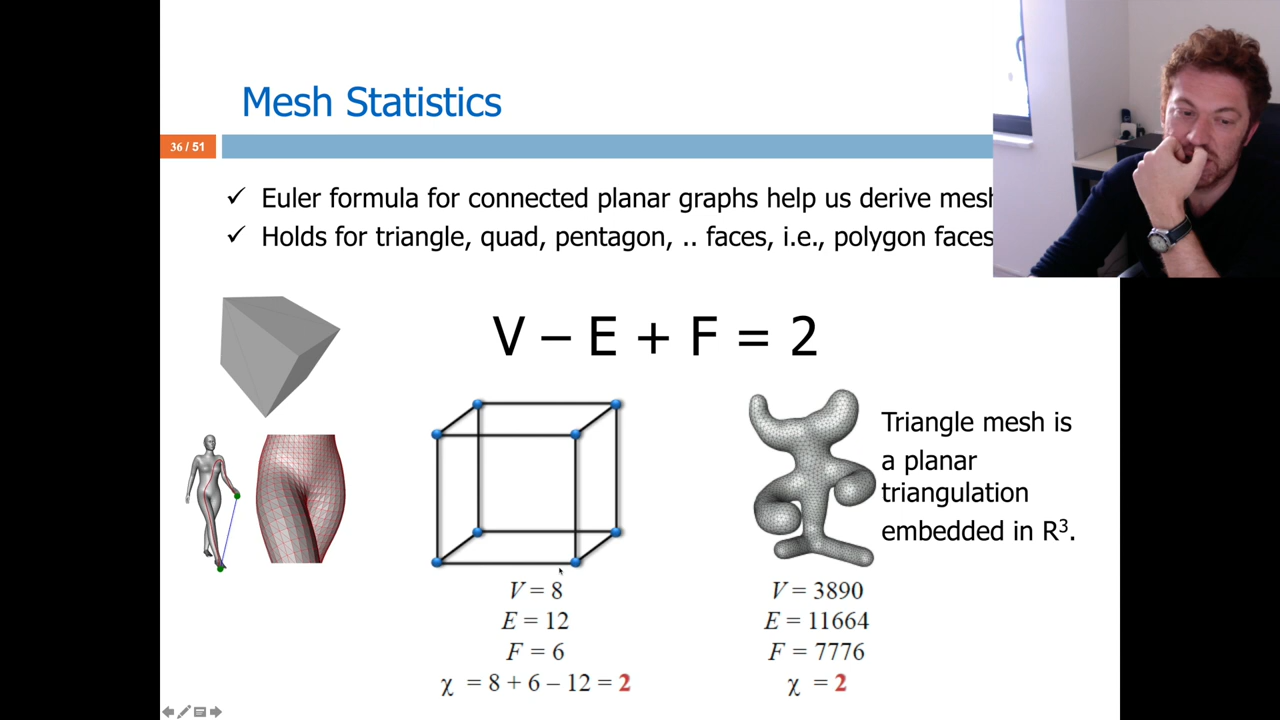 Mesh Statistics
36 / 51
✓ Euler formula for connected planar graphs help us derive mesh
✓ Holds for triangle, quad, pentagon, .. faces, i.e., polygon faces
V – E + F = 2
Triangle mesh is
a planar
triangulation
embedded in R³.
V = 8
E = 12
F = 6
χ = 8 + 6 – 12 = 2
V = 3890
E = 11664
F = 7776
χ = 2